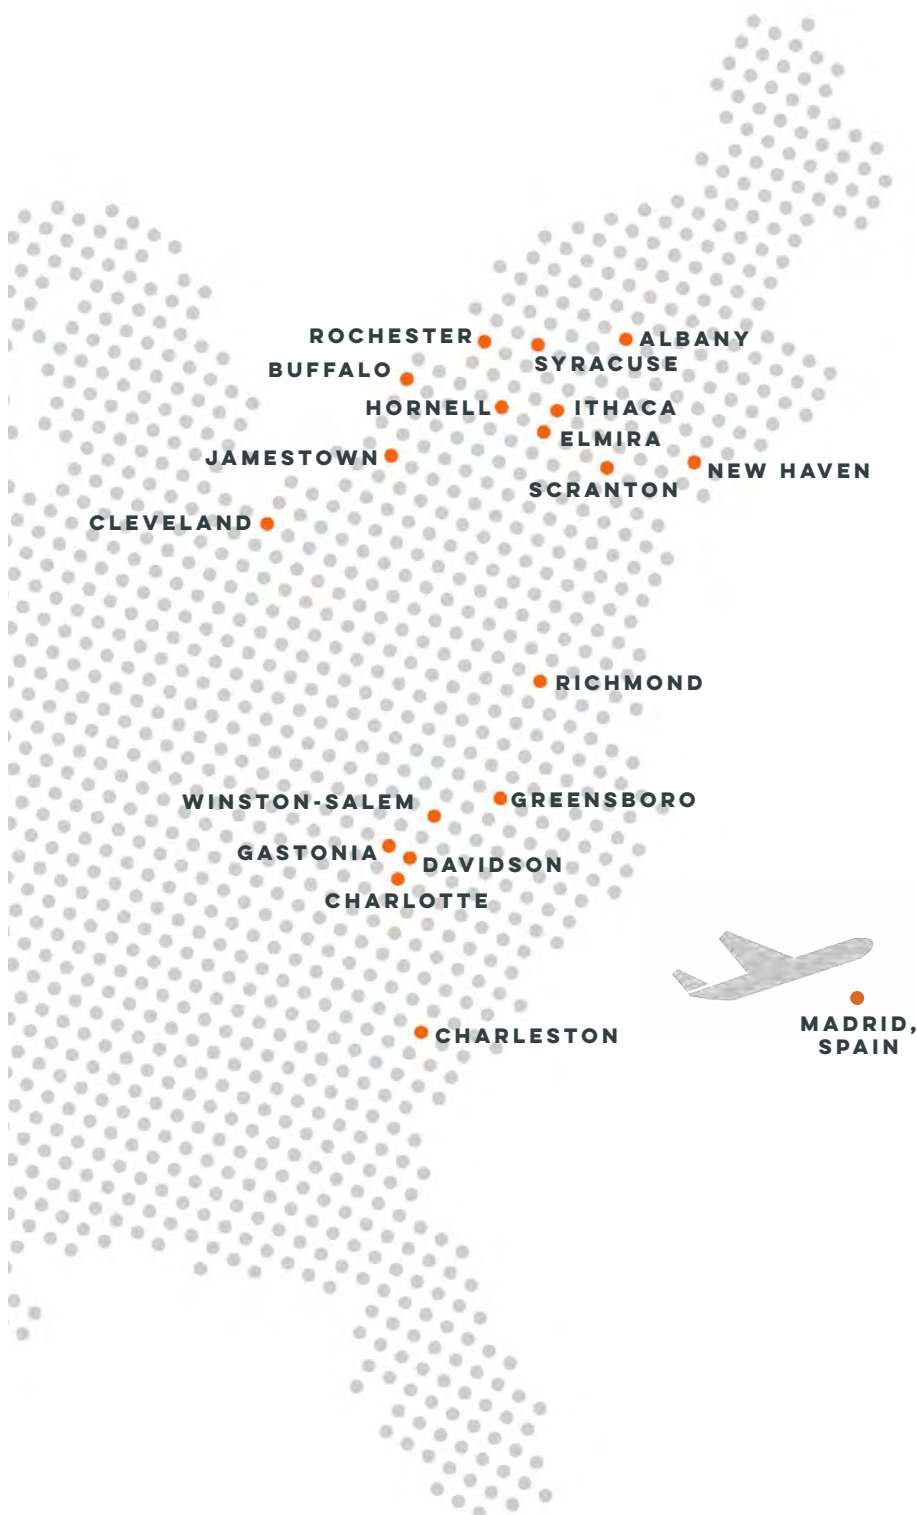 ROCHESTER
ALBANY
SYRACUSE
BUFFALO
HORNELL
ITHACA
ELMIRA
JAMESTOWN
NEW HAVEN
SCRANTON
CLEVELAND
RICHMOND
WINSTON-SALEM
GREENSBORO
GASTONIA
DAVIDSON
CHARLOTTE
MADRID,
SPAIN
CHARLESTON